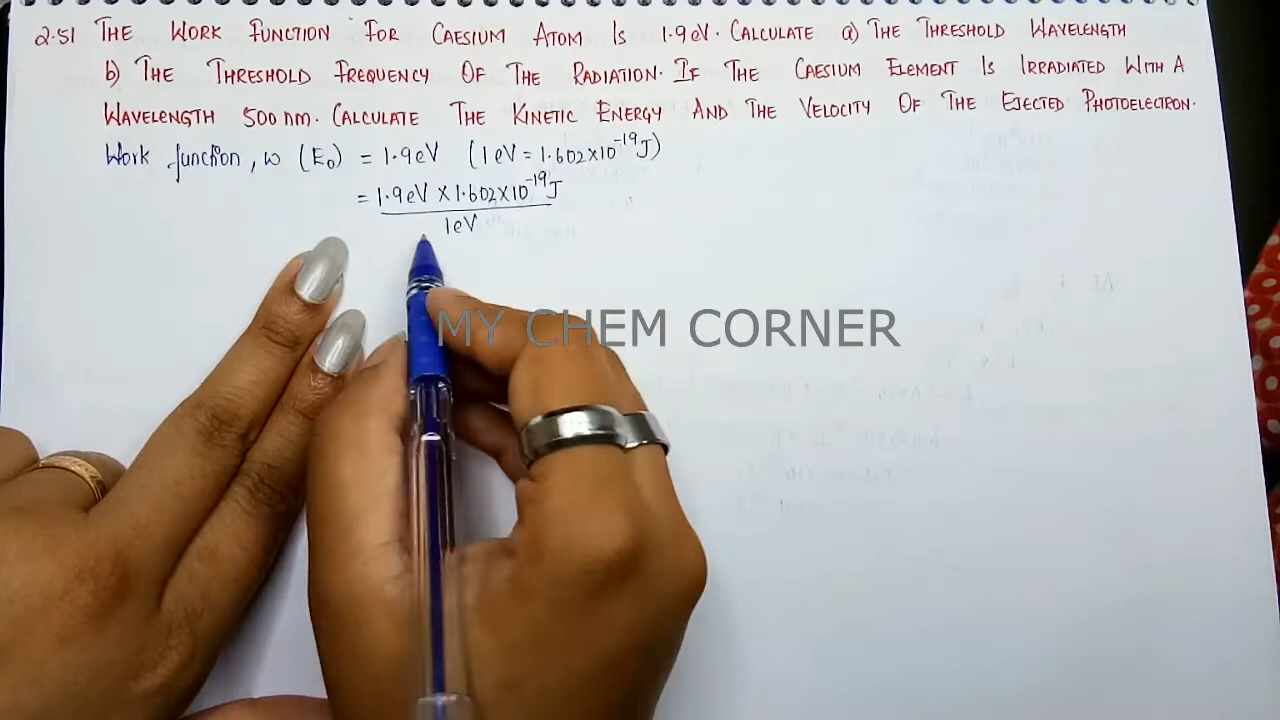 2.51 THE WORK FUNCTION FOR CAESIUM ATOM IS 1.9eV. CALCULATE a) THE THRESHOLD WAVELENGTH
b) THE THRESHOLD FREQUENCY OF THE RADIATION. IF THE CAESIUM ELEMENT IS IRRADIATED WITH A
WAVELENGTH 500 nm. CALCULATE THE KINETIC ENERGY AND THE VELOCITY OF THE EJECTED PHOTOELECTRON.
Work function, ω (E₀) = 1.9eV (1eV = 1.602×10⁻¹⁹J)
= 1.9eV × 1.602×10⁻¹⁹J
1eV
MY CHEM CORNER